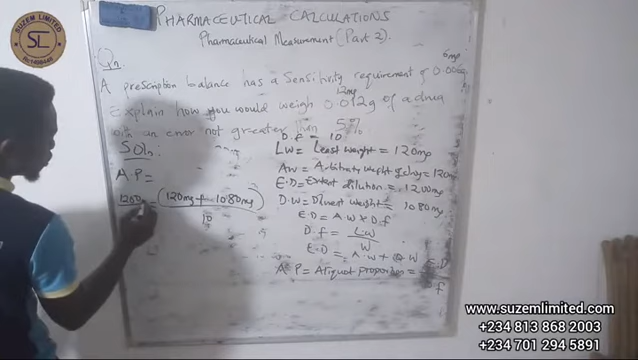 SUZEM LIMITED
SC
PHARMACEUTICAL CALCULATIONS
Pharmaceutical Measurement (Part 2).
Qn
6mg
A prescription balance has a Sensitivity requirement of 0.006g
12mg
Explain how you would weigh 0.012g of a drug
with an error not greater than 5%
Soln:
D.f = 10
LW = Least weight = 120mg
A.P =
AW = Arbitrary weight of drug = 120mg
E.D = Extent dilution = 1200mg
1200 = (120mg + 1080mg)
10
D.W = Diluent weight = 1080mg
E.D = A.W x D.f
D.f = L.W
W
E.D = A.W + D.W
A.P = Aliquot proportion = E.D
D.f
www.suzemlimited.com
+234 813 868 2003
+234 701 294 5891